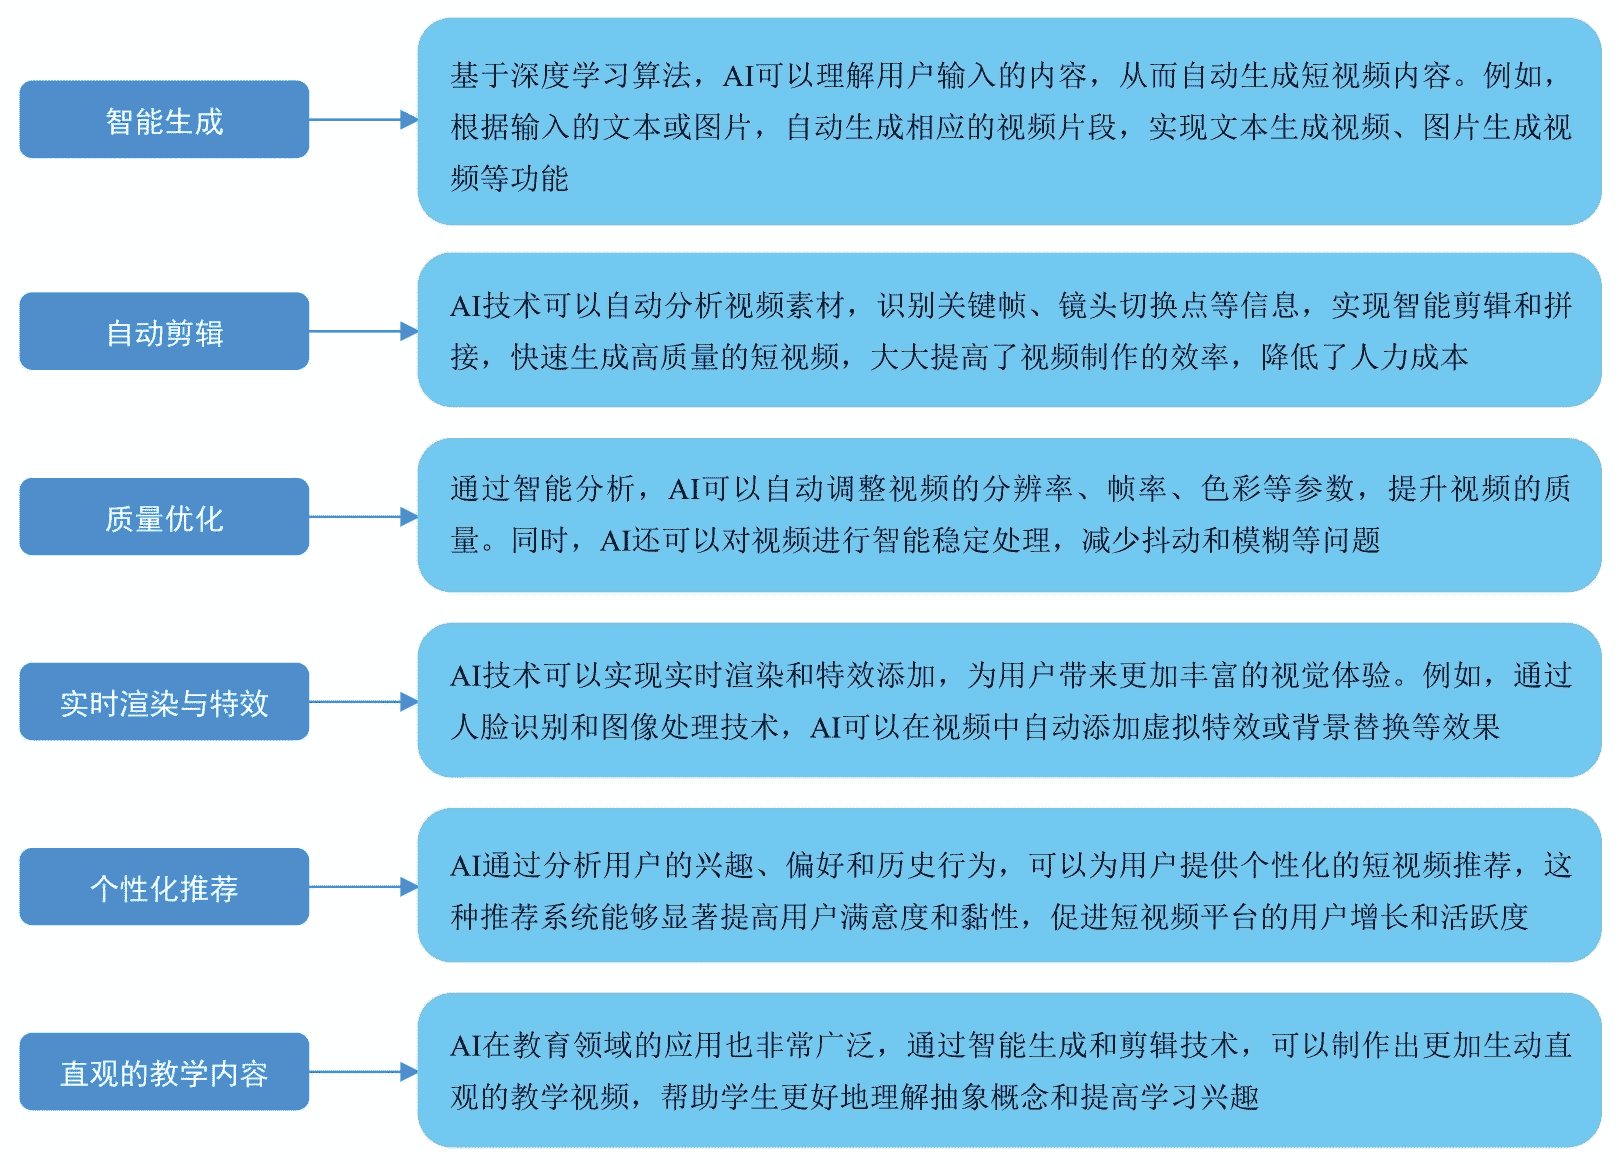 智能生成
基于深度学习算法，AI可以理解用户输入的内容，从而自动生成短视频内容。例如，
根据输入的文本或图片，自动生成相应的视频片段，实现文本生成视频、图片生成视
频等功能
自动剪辑
AI技术可以自动分析视频素材，识别关键帧、镜头切换点等信息，实现智能剪辑和拼
接，快速生成高质量的短视频，大大提高了视频制作的效率，降低了人力成本
质量优化
通过智能分析，AI可以自动调整视频的分辨率、帧率、色彩等参数，提升视频的质
量。同时，AI还可以对视频进行智能稳定处理，减少抖动和模糊等问题
实时渲染与特效
AI技术可以实现实时渲染和特效添加，为用户带来更加丰富的视觉体验。例如，通过
人脸识别和图像处理技术，AI可以在视频中自动添加虚拟特效或背景替换等效果
个性化推荐
AI通过分析用户的兴趣、偏好和历史行为，可以为用户提供个性化的短视频推荐，这
种推荐系统能够显著提高用户满意度和黏性，促进短视频平台的用户增长和活跃度
直观的教学内容
AI在教育领域的应用也非常广泛，通过智能生成和剪辑技术，可以制作出更加生动直
观的教学视频，帮助学生更好地理解抽象概念和提高学习兴趣